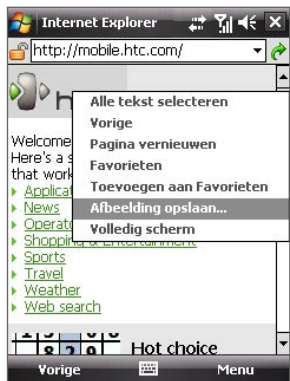 Internet Explorer
http://mobile.htc.com/
Alle tekst selecteren
Vorige
Pagina vernieuwen
Favorieten
Toevoegen aan Favorieten
Afbeelding opslaan...
Volledig scherm
Welcome
Here's a s
that work
Applicat
News
Operato
Shopping & Entertainment
Sports
Travel
Weather
Web search
Hot choice
Vorige
Menu